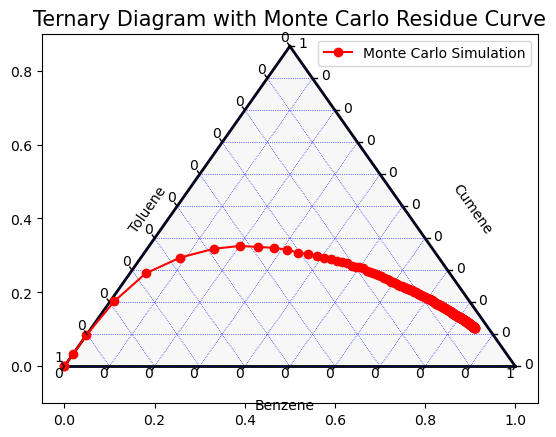 Ternary Diagram with Monte Carlo Residue Curve
Monte Carlo Simulation
0 1
0 0
0 0
0 0
0 0
0 0
0 0
0 0
0 0
0 0
1 0
0 0 0 0 0 0 0 0 0 0 1
Toluene
Cumene
Benzene
0.8
0.6
0.4
0.2
0.0
0.0 0.2 0.4 0.6 0.8 1.0